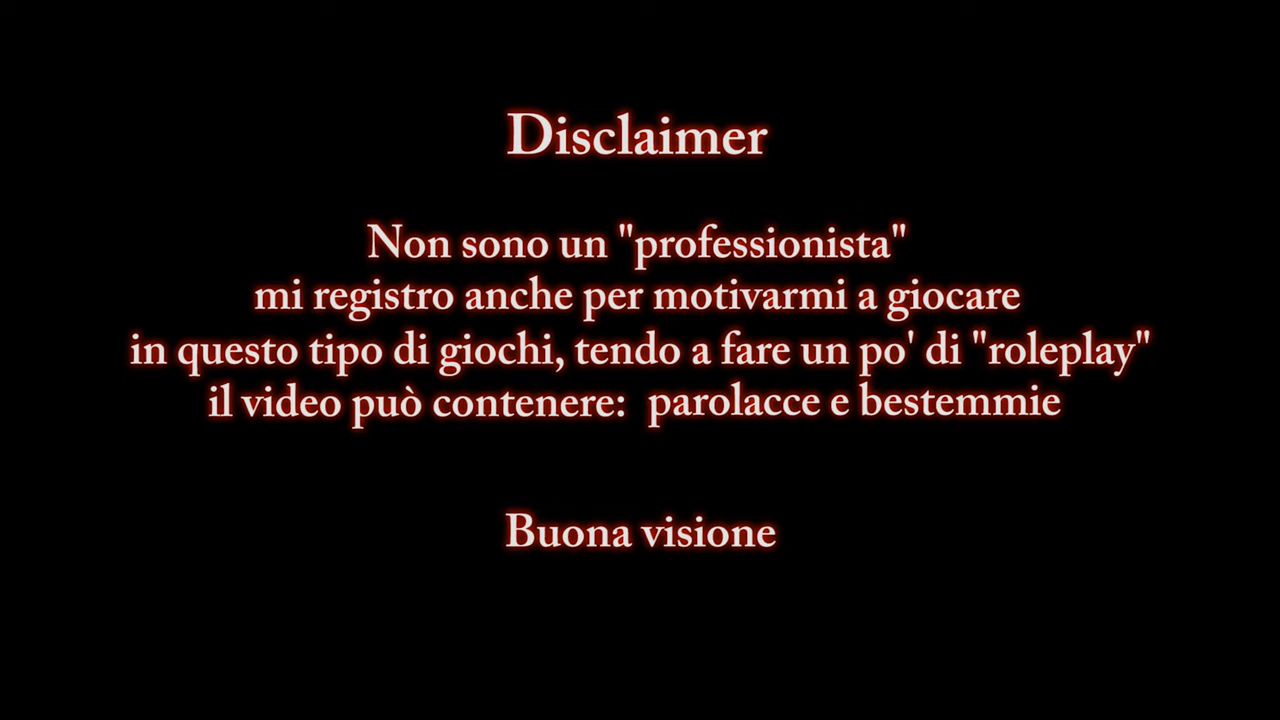 Disclaimer
Non sono un "professionista"
mi registro anche per motivarmi a giocare
in questo tipo di giochi, tendo a fare un po' di "roleplay"
il video può contenere:  parolacce e bestemmie
Buona visione